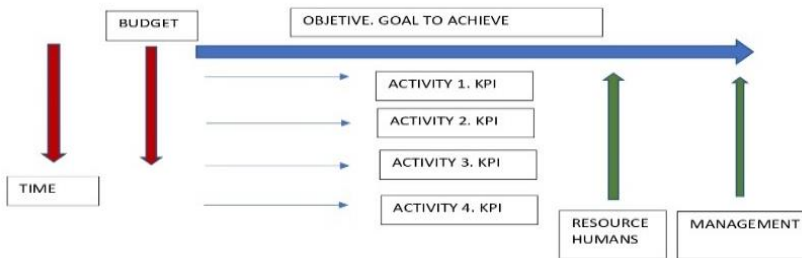 BUDGET
OBJETIVE. GOAL TO ACHIEVE
ACTIVITY 1. KPI
ACTIVITY 2. KPI
ACTIVITY 3. KPI
TIME
ACTIVITY 4. KPI
RESOURCE
HUMANS
MANAGEMENT